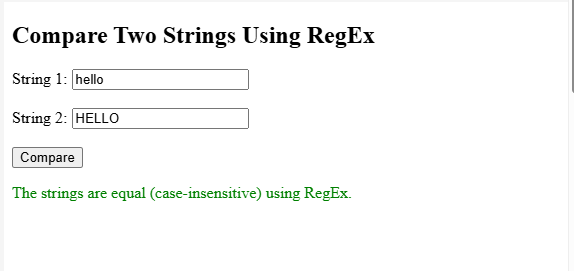 Compare Two Strings Using RegEx
String 1: hello
String 2: HELLO
Compare
The strings are equal (case-insensitive) using RegEx.